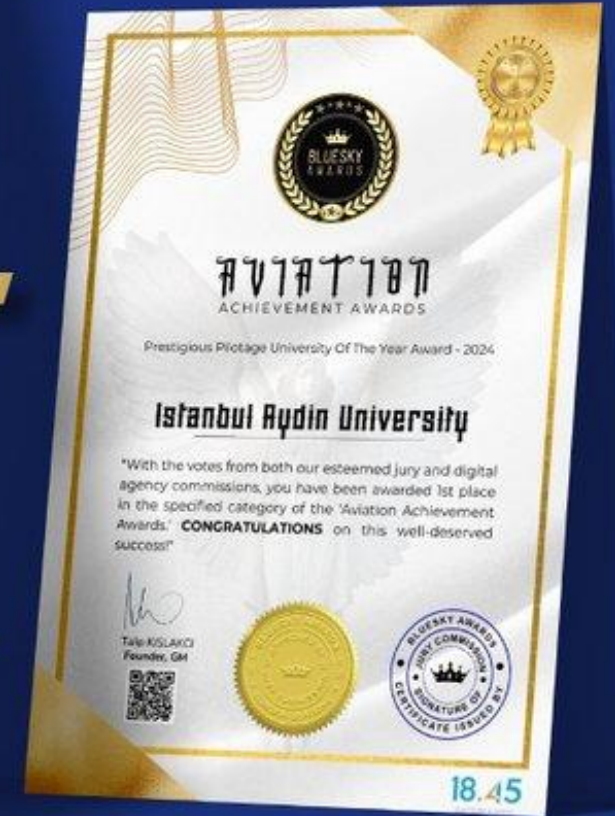 BLUESKY
AWARDS
AVIATION
ACHIEVEMENT AWARDS
Prestigious Pilotage University Of The Year Award - 2024
Istanbul Aydin University
"With the votes from both our esteemed jury and digital
agency commissions, you have been awarded 1st place
in the specified category of the 'Aviation Achievement
Awards.' CONGRATULATIONS on this well-deserved
success!"
Talip KISLAKCI
Founder, GM
BLUESKY AWARDS
JURY COMMISSION
SIGNATURE OF
CERTIFICATE ISSUED BY
18.45